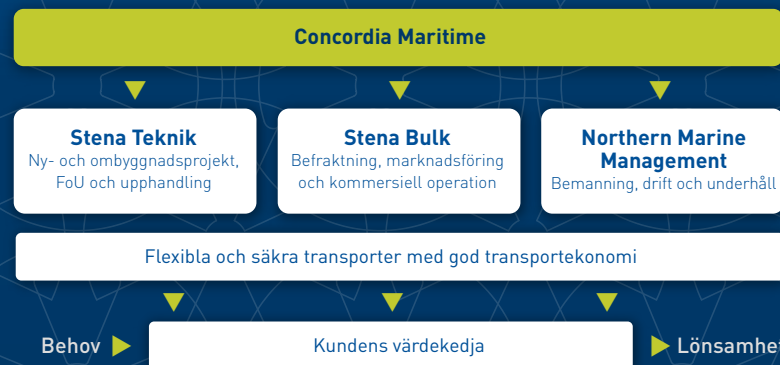 Concordia Maritime
Stena Teknik
Ny- och ombyggnadsprojekt,
FoU och upphandling
Stena Bulk
Befraktning, marknadsföring
och kommersiell operation
Northern Marine
Management
Bemanning, drift och underhåll
Flexibla och säkra transporter med god transportekonomi
Behov
Kundens värdekedja
Lönsamhet